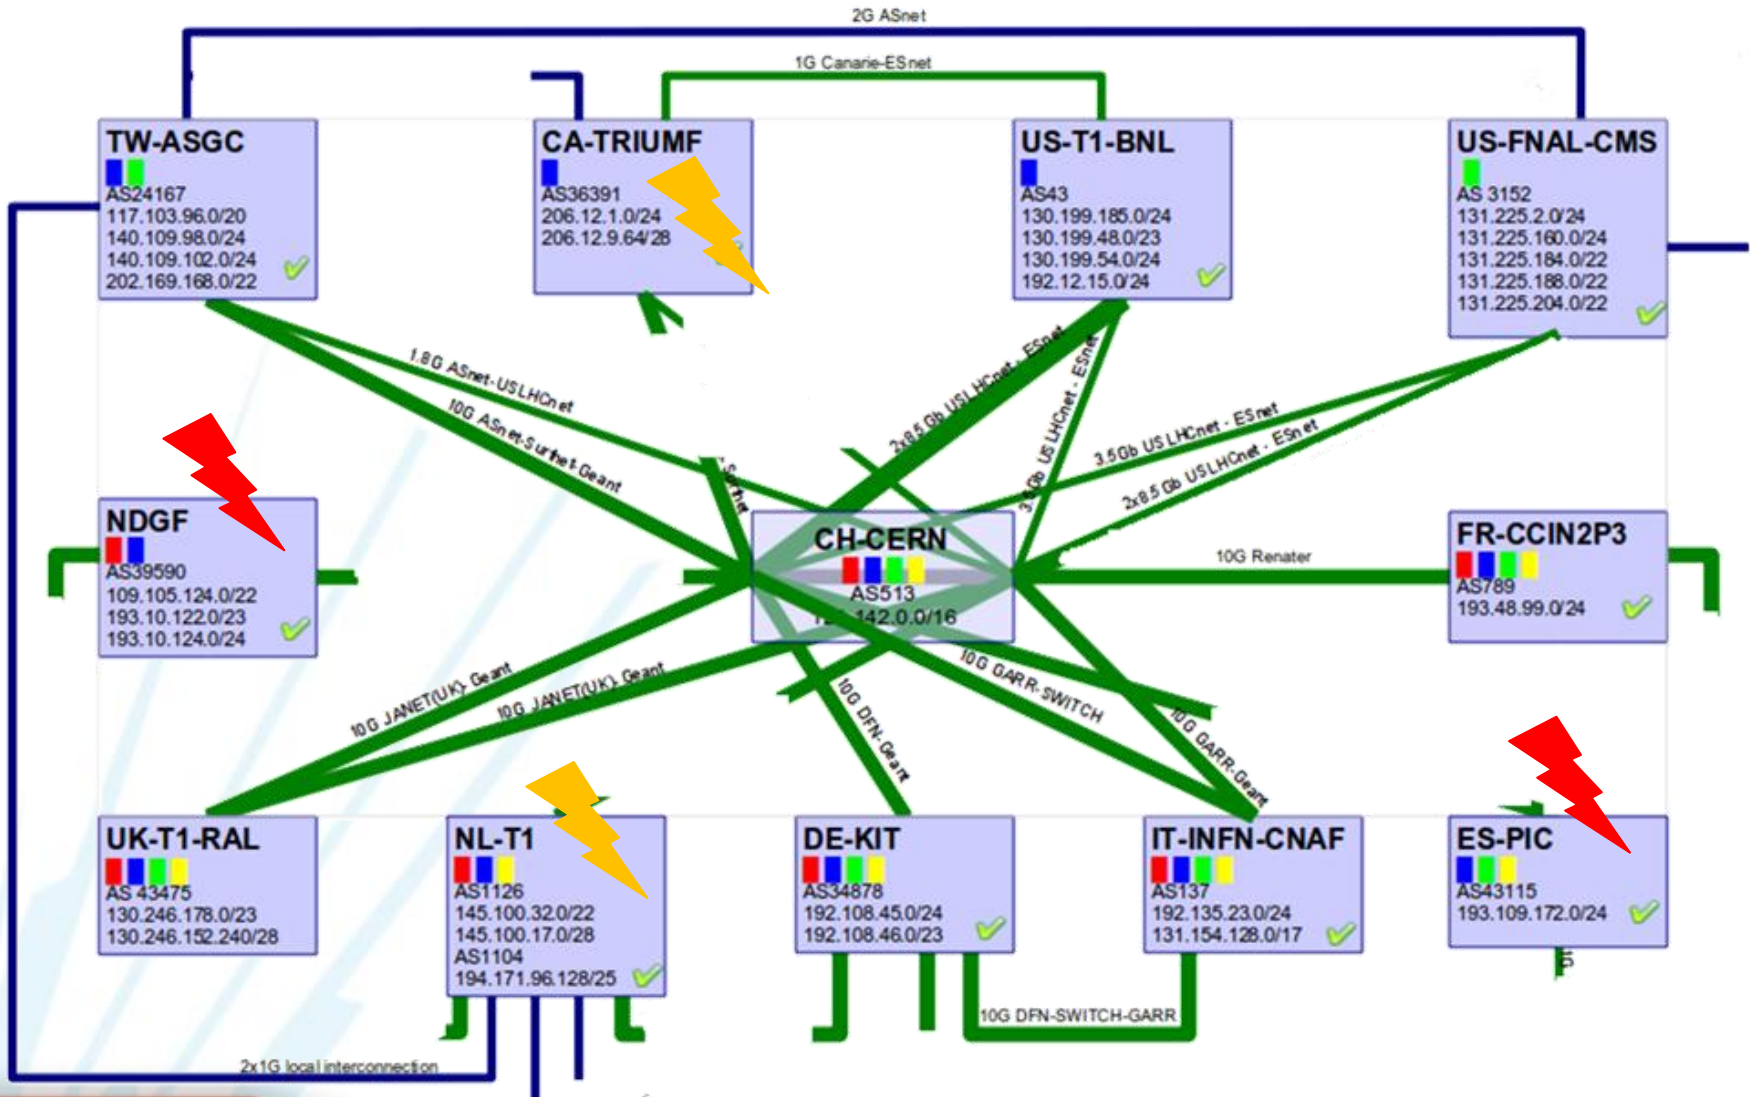 2G ASnet
1G Canarie-ESnet
TW-ASGC
AS24167
117.103.96.0/20
140.109.98.0/24
140.109.102.0/24
202.169.168.0/22
CA-TRIUMF
AS36391
206.12.1.0/24
206.12.9.64/28
US-T1-BNL
AS43
130.199.185.0/24
130.199.48.0/23
130.199.54.0/24
192.12.15.0/24
US-FNAL-CMS
AS 3152
131.225.2.0/24
131.225.160.0/24
131.225.184.0/22
131.225.188.0/22
131.225.204.0/22
1.8G ASnet-USLHCnet
10G ASnet-Surfnet-Geant
Surfnet
2x8.5 Gb USLHCnet - ESnet
3.5Gb USLHCnet - ESnet
3.5Gb USLHCnet - ESnet
2x8.5 Gb USLHCnet - ESnet
NDGF
AS39590
109.105.124.0/22
193.10.122.0/23
193.10.124.0/24
CH-CERN
AS513
142.0.0/16
10G Renater
FR-CCIN2P3
AS789
193.48.99.0/24
10G JANET(UK)- Geant
10G JANET(UK)- Geant
10G DFN-Geant
10G GARR-SWITCH
10G GARR-Geant
UK-T1-RAL
AS 43475
130.246.178.0/23
130.246.152.240/28
NL-T1
AS1126
145.100.32.0/22
145.100.17.0/28
AS1104
194.171.96.128/25
DE-KIT
AS34878
192.108.45.0/24
192.108.46.0/23
IT-INFN-CNAF
AS137
192.135.23.0/24
131.154.128.0/17
ES-PIC
AS43115
193.109.172.0/24
10G DFN-SWITCH-GARR
2x1G local interconnection